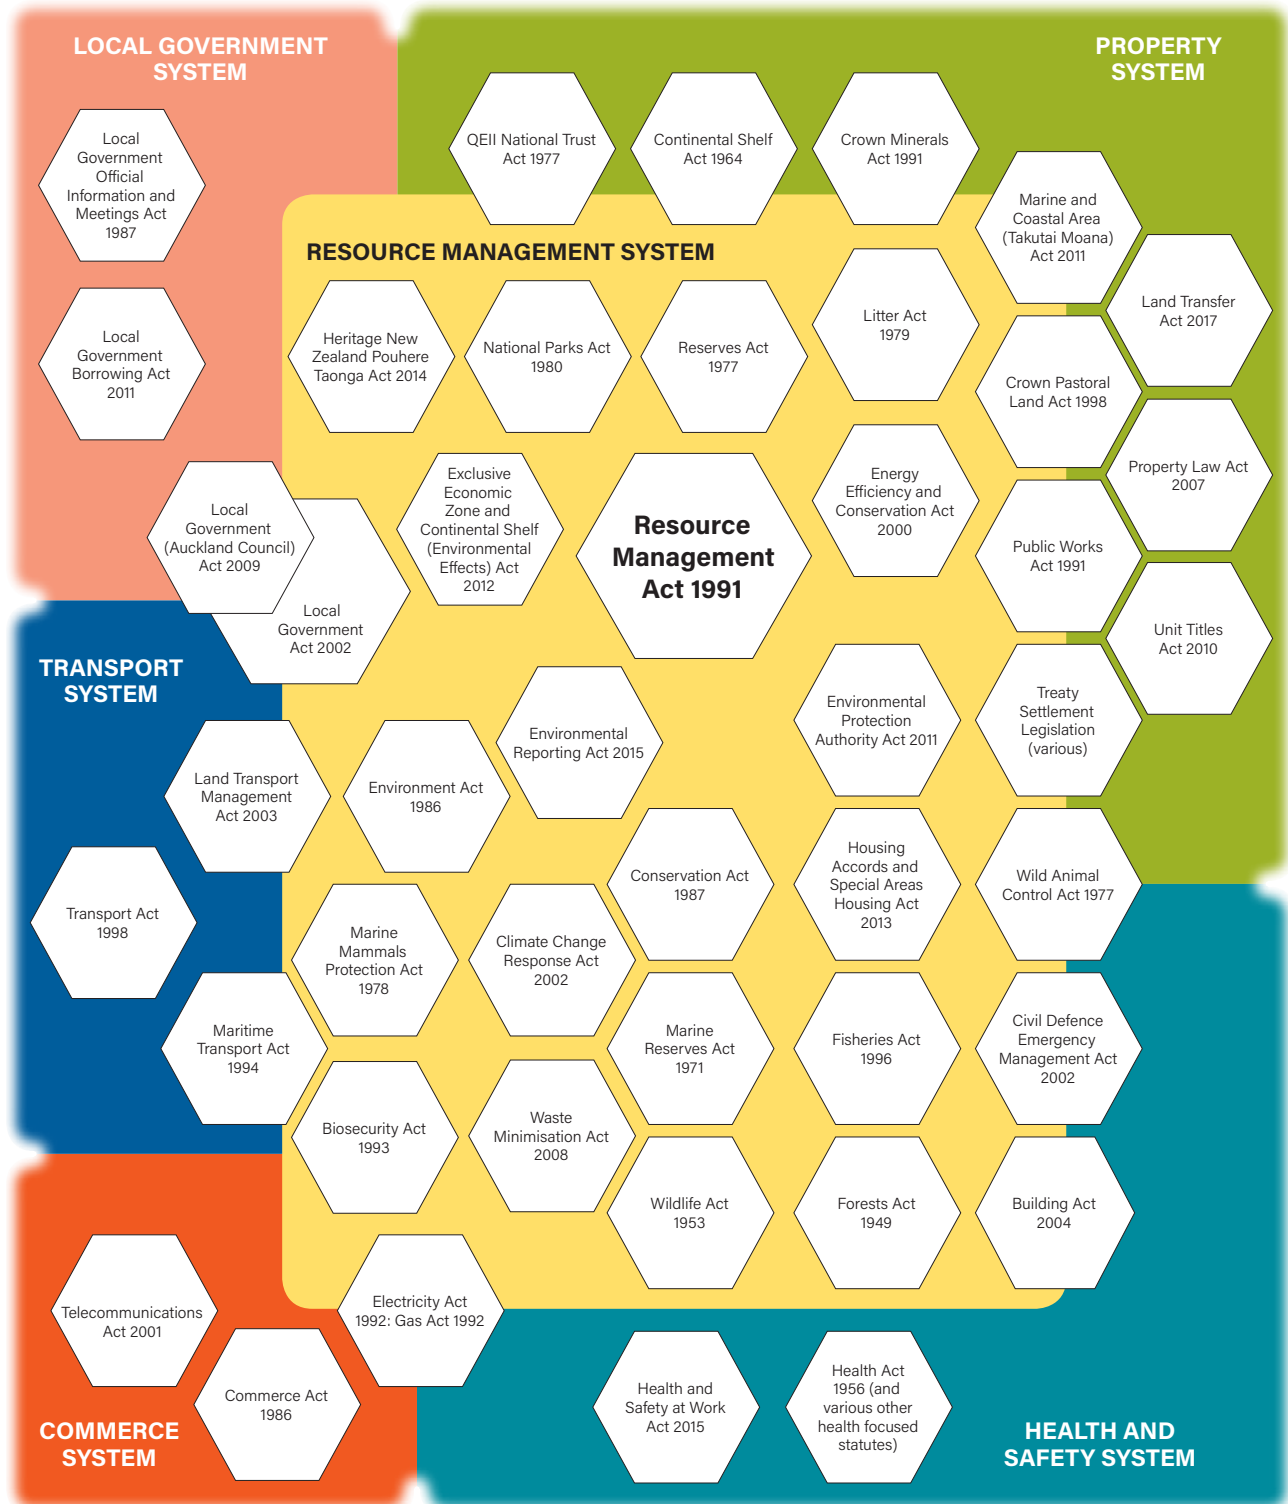 LOCAL GOVERNMENT
SYSTEM
PROPERTY
SYSTEM
Local
Government
Official
Information and
Meetings Act
1987
QEII National Trust
Act 1977
Continental Shelf
Act 1964
Crown Minerals
Act 1991
Marine and
Coastal Area
(Takutai Moana)
Act 2011
Land Transfer
Act 2017
RESOURCE MANAGEMENT SYSTEM
Local
Government
Borrowing Act
2011
Heritage New
Zealand Pouhere
Taonga Act 2014
National Parks Act
1980
Reserves Act
1977
Litter Act
1979
Crown Pastoral
Land Act 1998
Property Law Act
2007
Local
Government
(Auckland Council)
Act 2009
Local
Government
Act 2002
Exclusive
Economic
Zone and
Continental Shelf
(Environmental
Effects) Act
2012
Resource
Management
Act 1991
Energy
Efficiency and
Conservation Act
2000
Public Works
Act 1991
Unit Titles
Act 2010
TRANSPORT
SYSTEM
Land Transport
Management
Act 2003
Environment Act
1986
Environmental
Reporting Act 2015
Environmental
Protection
Authority Act 2011
Treaty
Settlement
Legislation
(various)
Transport Act
1998
Marine
Mammals
Protection Act
1978
Climate Change
Response Act
2002
Conservation Act
1987
Housing
Accords and
Special Areas
Housing Act
2013
Wild Animal
Control Act 1977
Maritime
Transport Act
1994
Marine
Reserves Act
1971
Fisheries Act
1996
Civil Defence
Emergency
Management Act
2002
Biosecurity Act
1993
Waste
Minimisation Act
2008
Wildlife Act
1953
Forests Act
1949
Building Act
2004
Telecommunications
Act 2001
Electricity Act
1992: Gas Act 1992
Commerce Act
1986
Health and
Safety at Work
Act 2015
Health Act
1956 (and
various other
health focused
statutes)
COMMERCE
SYSTEM
HEALTH AND
SAFETY SYSTEM